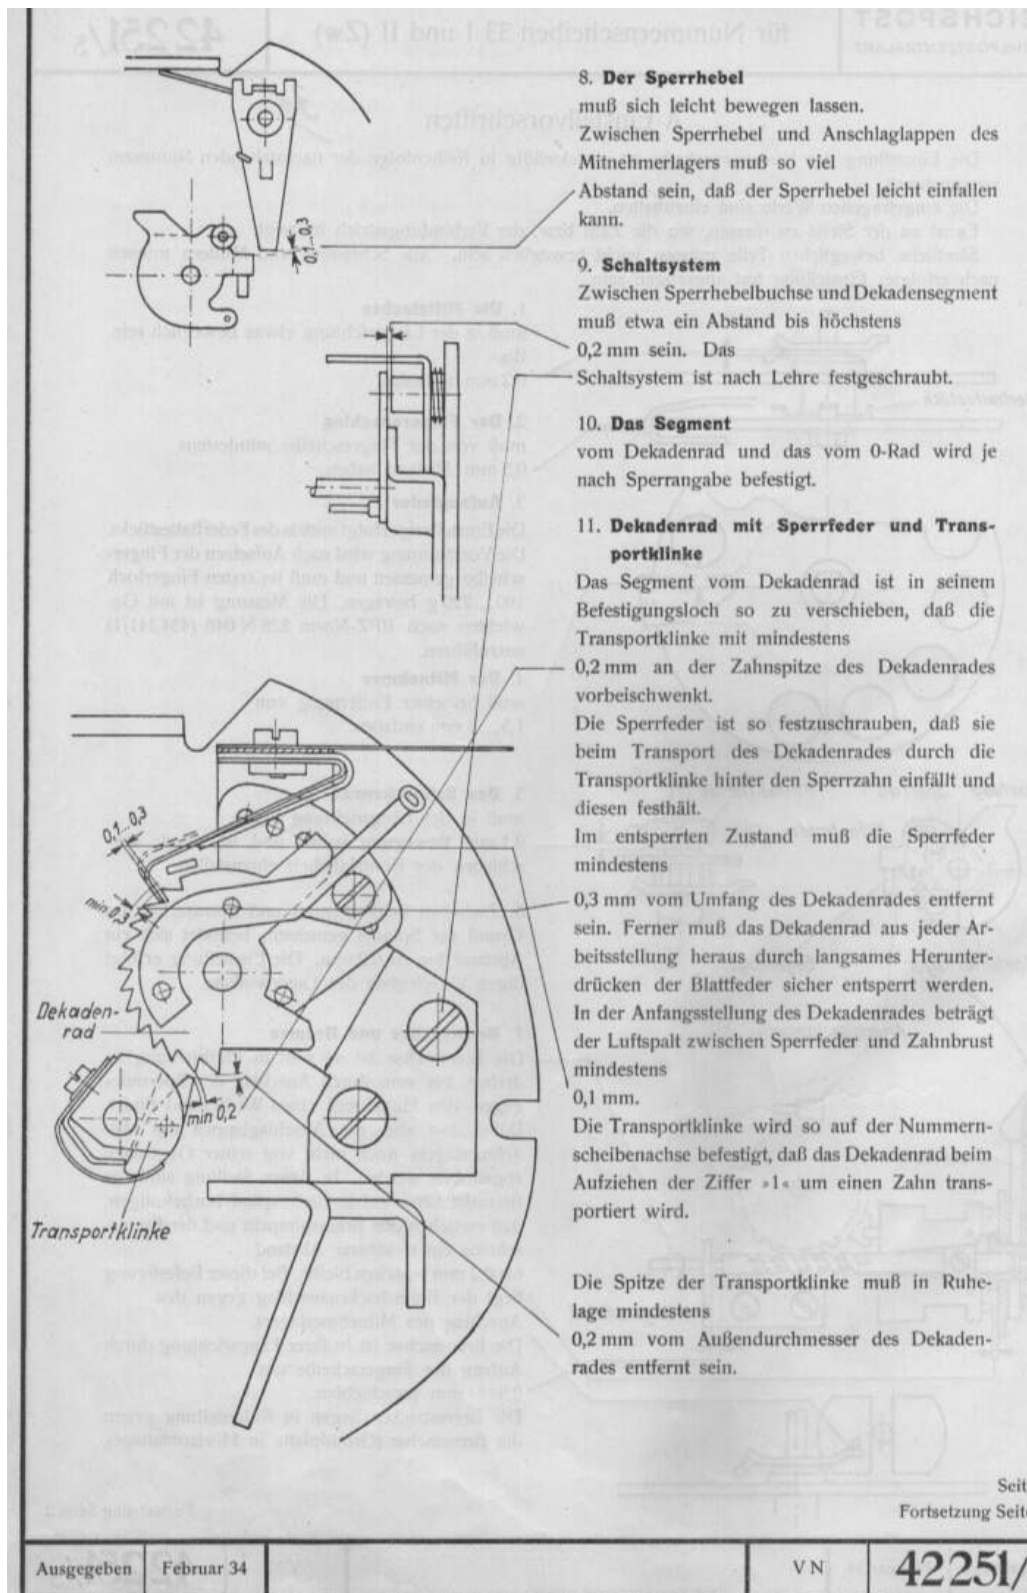 8. Der Sperrhebel
muß sich leicht bewegen lassen.
Zwischen Sperrhebel und Anschlaglappen des
Mitnehmerlagers muß so viel
Abstand sein, daß der Sperrhebel leicht einfallen
kann.
0,1...0,3
9. Schaltsystem
Zwischen Sperrhebelbuchse und Dekadensegment
muß etwa ein Abstand bis höchstens
0,2 mm sein. Das
Schaltsystem ist nach Lehre festgeschraubt.
10. Das Segment
vom Dekadenrad und das vom 0-Rad wird je
nach Sperrangabe befestigt.
11. Dekadenrad mit Sperrfeder und Trans-
portklinke
Das Segment vom Dekadenrad ist in seinem
Befestigungsloch so zu verschieben, daß die
Transportklinke mit mindestens
0,2 mm an der Zahnspitze des Dekadenrades
vorbeischwenkt.
Die Sperrfeder ist so festzuschrauben, daß sie
beim Transport des Dekadenrades durch die
Transportklinke hinter den Sperrzahn einfällt und
diesen festhält.
Im entsperrten Zustand muß die Sperrfeder
mindestens
0,3 mm vom Umfang des Dekadenrades entfernt
sein. Ferner muß das Dekadenrad aus jeder Ar-
beitsstellung heraus durch langsames Herunter-
drücken der Blattfeder sicher entsperrt werden.
In der Anfangsstellung des Dekadenrades beträgt
der Luftspalt zwischen Sperrfeder und Zahnbrust
mindestens
0,1 mm.
Die Transportklinke wird so auf der Nummern-
scheibenachse befestigt, daß das Dekadenrad beim
Aufziehen der Ziffer »1« um einen Zahn trans-
portiert wird.
Die Spitze der Transportklinke muß in Ruhe-
lage mindestens
0,2 mm vom Außendurchmesser des Dekaden-
rades entfernt sein.
0,1...0,3
min 0,3
Dekaden-
rad
min 0,2
Transportklinke
Seit
Fortsetzung Seit
Ausgegeben Februar 34 VN 42251/